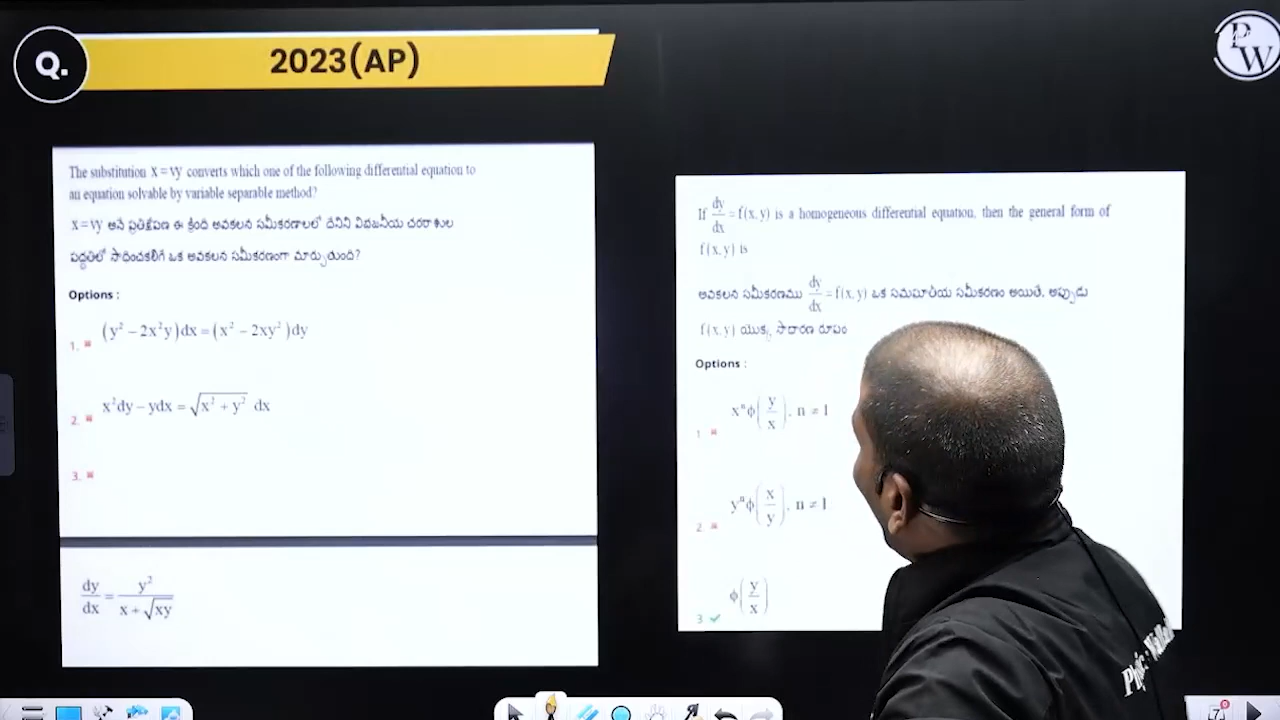 Q.
2023(AP)
PW
The substitution x = vy converts which one of the following differential equation to
an equation solvable by variable separable method?
x = vy అనే ప్రతిక్షేపణ ఈ క్రింది అవకలన సమీకరణాలలో దేనిని విభజనీయ చరరాశుల
పద్ధతిలో సాధించకలిగే ఒక అవకలన సమీకరణంగా మార్చుతుంది?
Options :
1. (y² − 2x²y)dx = (x² − 2xy²)dy
2. x²dy − ydx = √(x² + y²) dx
3.
dy/dx = y²/(x + √xy)
If dy/dx = f(x, y) is a homogeneous differential equation, then the general form of
f(x, y) is
అవకలన సమీకరణము dy/dx = f(x, y) ఒక సమఘాతీయ సమీకరణం అయితే, అప్పుడు
f(x, y) యొక్క సాధారణ రూపం
Options :
1 xⁿϕ(y/x), n ≠ 1
2 yⁿϕ(x/y), n ≠ 1
3 ϕ(y/x)
7